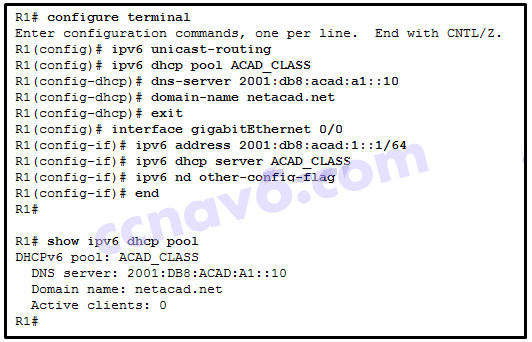 R1# configure terminal
Enter configuration commands, one per line.  End with CNTL/Z.
R1(config)# ipv6 unicast-routing
R1(config)# ipv6 dhcp pool ACAD_CLASS
R1(config-dhcp)# dns-server 2001:db8:acad:a1::10
R1(config-dhcp)# domain-name netacad.net
R1(config-dhcp)# exit
R1(config)# interface gigabitEthernet 0/0
R1(config-if)# ipv6 address 2001:db8:acad:1::1/64
R1(config-if)# ipv6 dhcp server ACAD_CLASS
R1(config-if)# ipv6 nd other-config-flag
R1(config-if)# end
R1#
R1# show ipv6 dhcp pool
DHCPv6 pool: ACAD_CLASS
  DNS server: 2001:DB8:ACAD:A1::10
  Domain name: netacad.net
  Active clients: 0
R1#
ccnav6.com